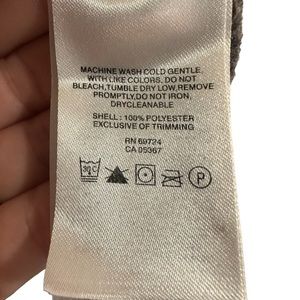 MACHINE WASH COLD GENTLE,
WITH LIKE COLORS, DO NOT
BLEACH,TUMBLE DRY LOW,REMOVE
PROMPTLY,DO NOT IRON,
DRYCLEANABLE
SHELL : 100% POLYESTER
EXCLUSIVE OF TRIMMING
RN 69724
CA 05367
30°C P